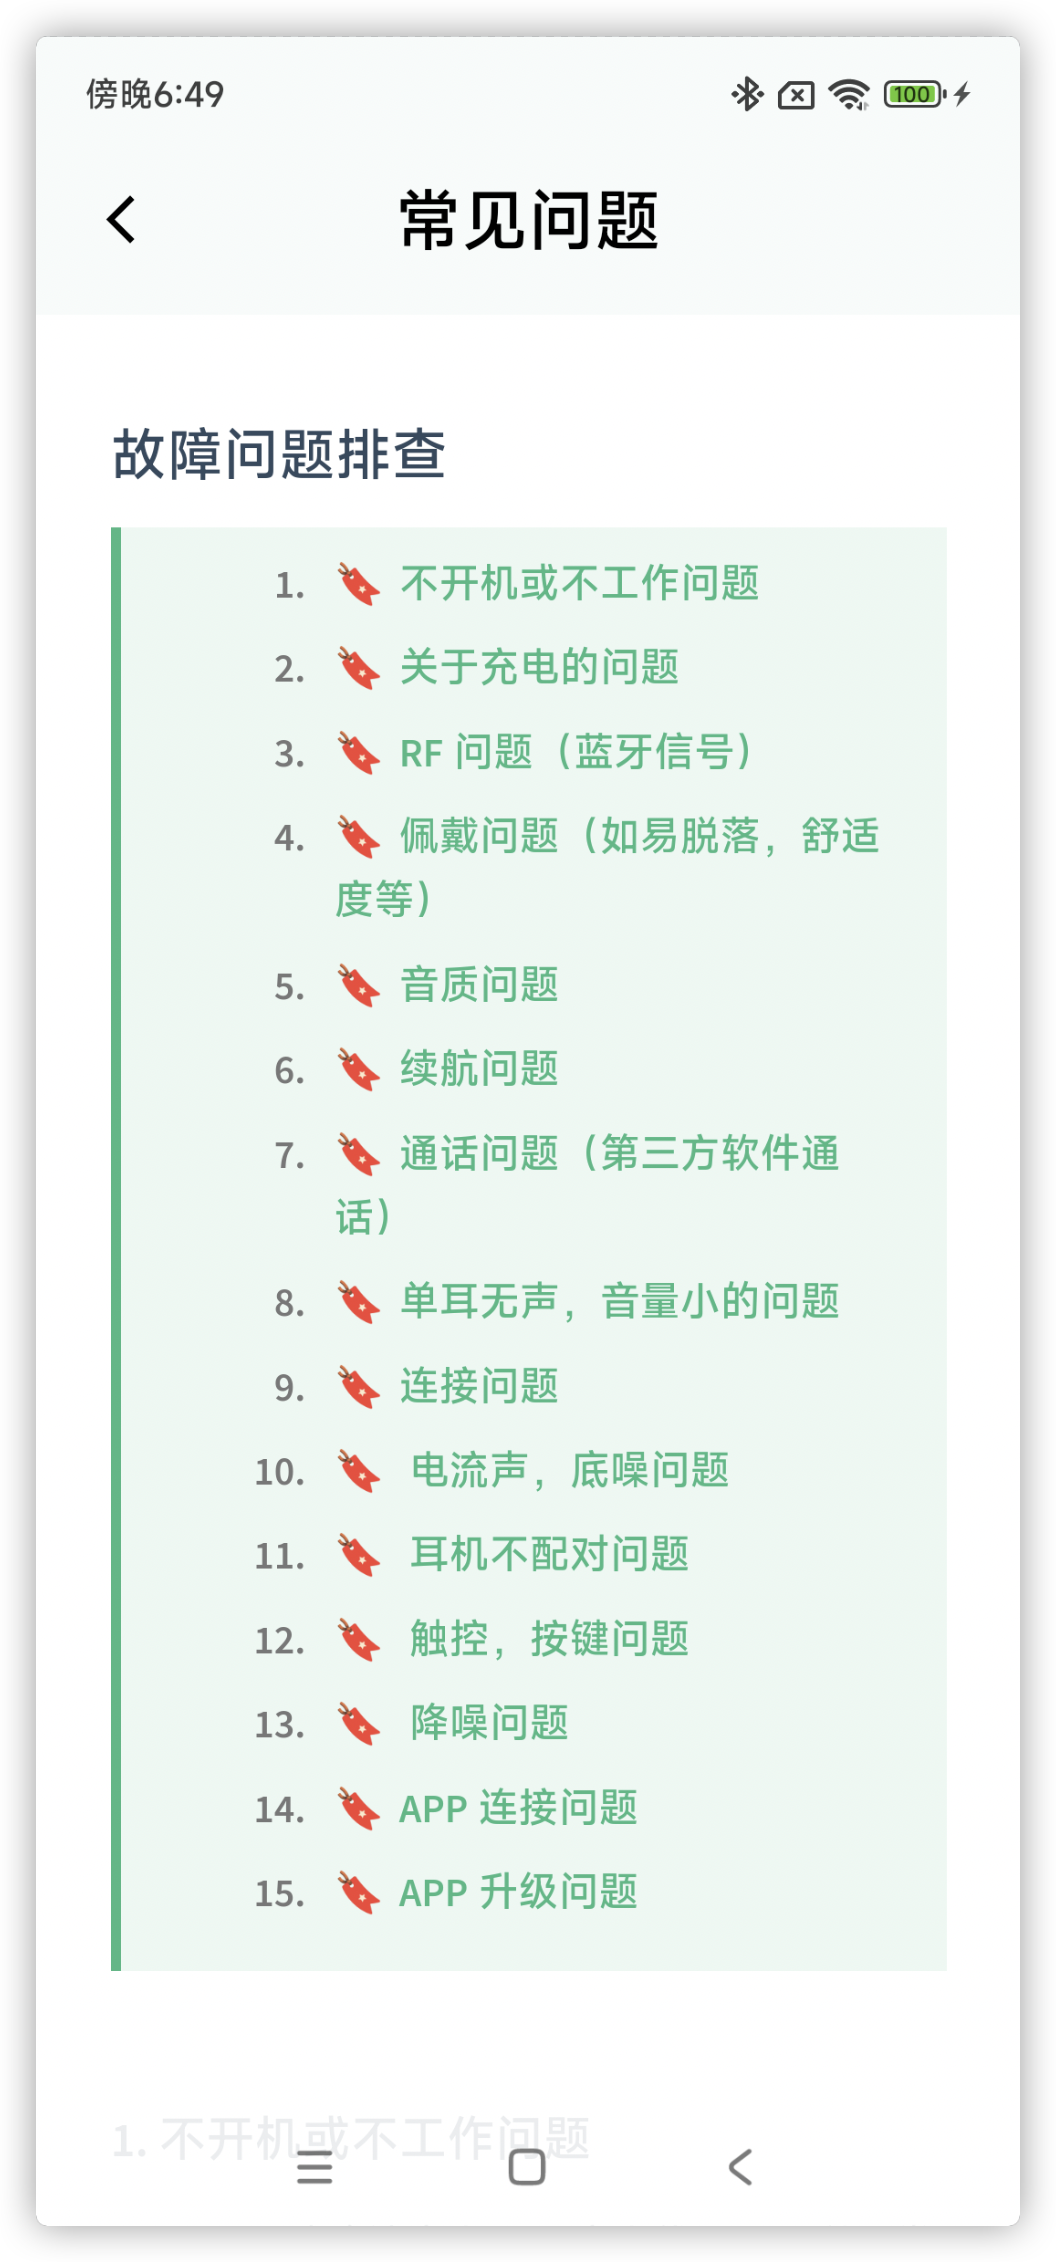 傍晚6:49
100
常见问题
故障问题排查
1. 不开机或不工作问题
2. 关于充电的问题
3. RF 问题（蓝牙信号）
4. 佩戴问题（如易脱落，舒适
度等）
5. 音质问题
6. 续航问题
7. 通话问题（第三方软件通
话）
8. 单耳无声，音量小的问题
9. 连接问题
10. 电流声，底噪问题
11. 耳机不配对问题
12. 触控，按键问题
13. 降噪问题
14. APP 连接问题
15. APP 升级问题
1. 不开机或不工作问题